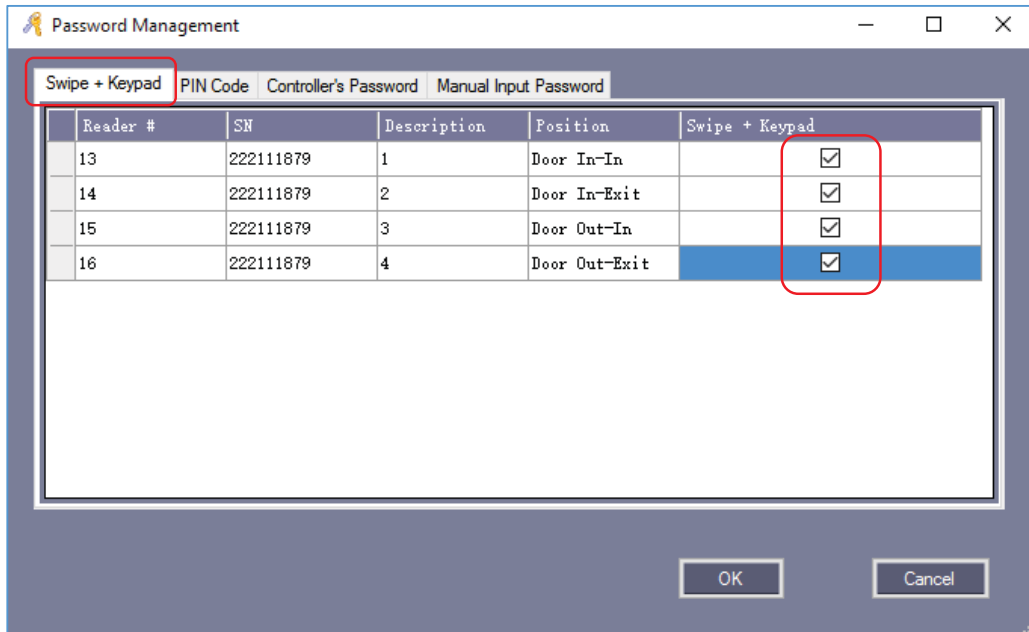 Password Management
Swipe + Keypad PIN Code Controller's Password Manual Input Password
Reader # SN Description Position Swipe + Keypad
13 222111879 1 Door In-In
14 222111879 2 Door In-Exit
15 222111879 3 Door Out-In
16 222111879 4 Door Out-Exit
OK Cancel